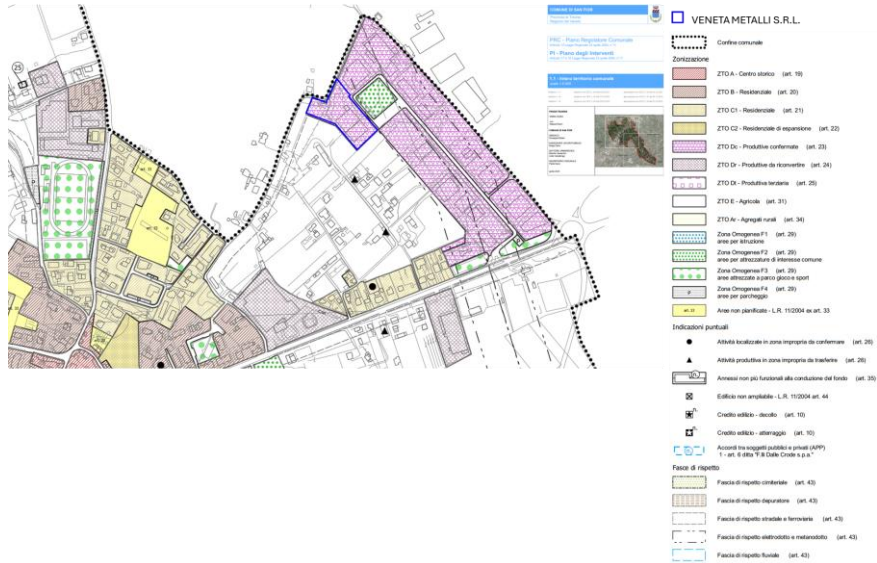 COMUNE DI SAN FIOR
PRC - Piano Regolatore Comunale
PI - Piano degli Interventi
1.1 - Intero territorio comunale
VENETA METALLI S.R.L.
Confine comunale
Zonizzazione
ZTO A - Centro storico (art. 19)
ZTO B - Residenziale (art. 20)
ZTO C1 - Residenziale (art. 21)
ZTO C2 - Residenziale di espansione (art. 22)
ZTO Dc - Produttive confermate (art. 23)
ZTO Dr - Produttive da riconvertire (art. 24)
ZTO Dt - Produttiva terziaria (art. 25)
ZTO E - Agricola (art. 31)
ZTO Ar - Agregati rurali (art. 34)
Zona Omogenea F1 (art. 29)
aree per istruzione
Zona Omogenea F2 (art. 29)
aree per attrezzature di interesse comune
Zona Omogenea F3 (art. 29)
aree attrezzate a parco gioco e sport
Zona Omogenea F4 (art. 29)
aree per parcheggio
Aree non pianificate - L.R. 11/2004 ex art. 33
Indicazioni puntuali
Attività localizzate in zona impropria da confermare (art. 26)
Attività produttiva in zona impropria da trasferire (art. 26)
Annessi non più funzionali alla conduzione del fondo (art. 35)
Edificio non ampliabile - L.R. 11/2004 art. 44
Credito edilizio - decollo (art. 10)
Credito edilizio - atterraggio (art. 10)
Accordi tra soggetti pubblici e privati (APP)
1 - art. 6 ditta "F.lli Dalle Crode s.p.a."
Fasce di rispetto
Fascia di rispetto cimiteriale (art. 43)
Fascia di rispetto depuratore (art. 43)
Fascia di rispetto stradale e ferroviaria (art. 43)
Fascia di rispetto elettrodotto e metanodotto (art. 43)
Fascia di rispetto fluviale (art. 43)